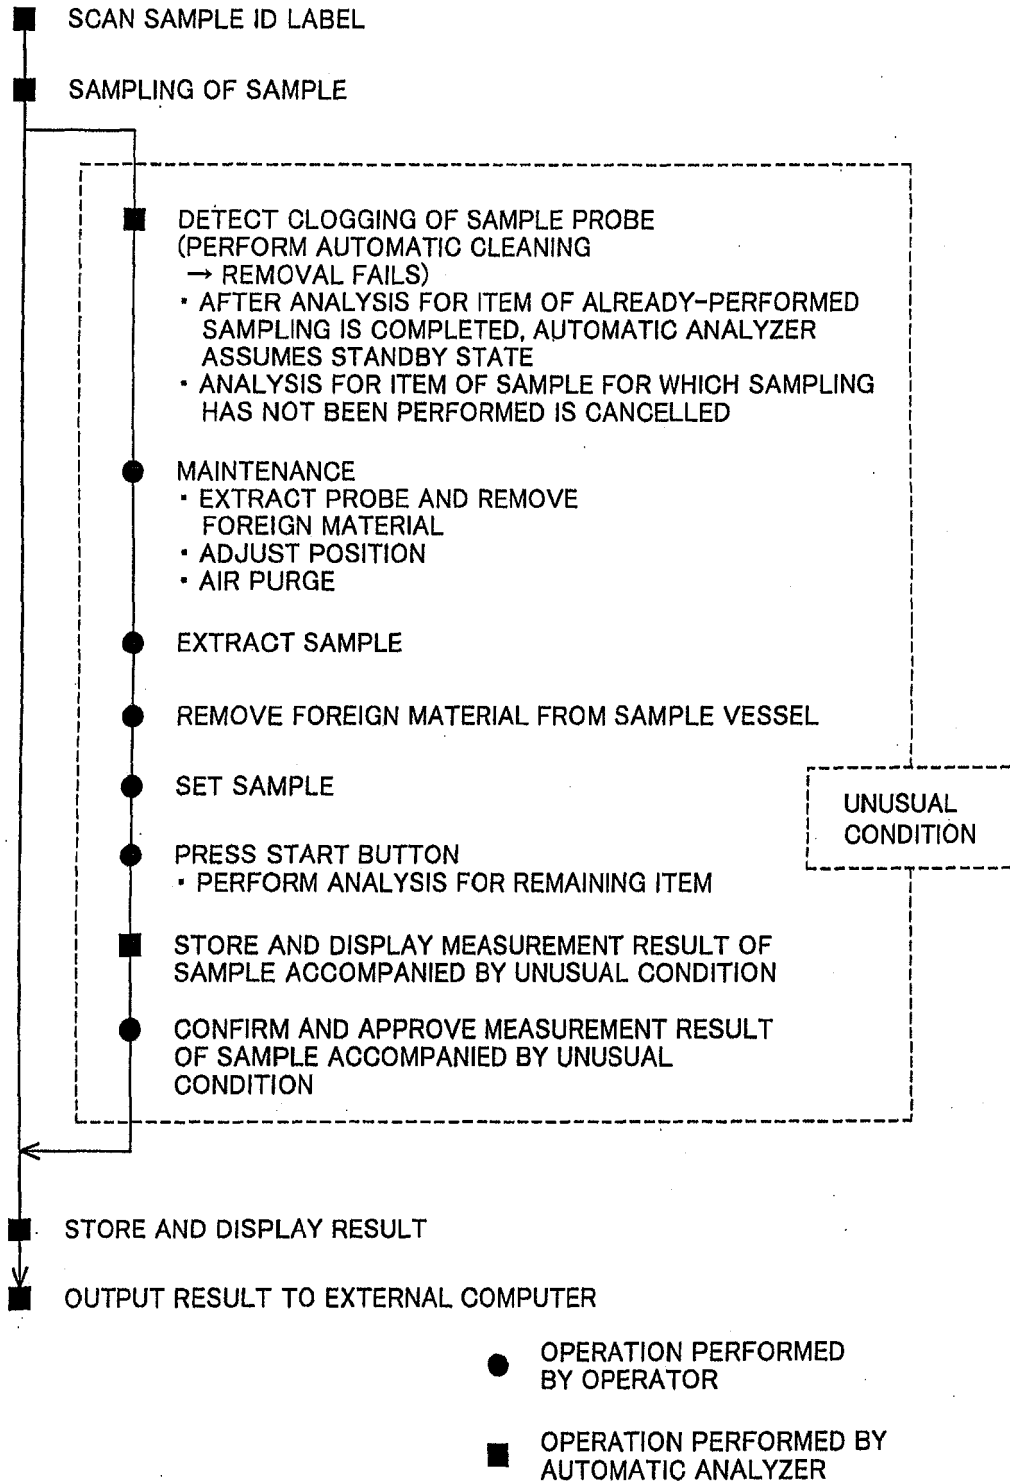 SCAN SAMPLE ID LABEL
SAMPLING OF SAMPLE
DETECT CLOGGING OF SAMPLE PROBE
(PERFORM AUTOMATIC CLEANING
→ REMOVAL FAILS)
・AFTER ANALYSIS FOR ITEM OF ALREADY-PERFORMED
SAMPLING IS COMPLETED, AUTOMATIC ANALYZER
ASSUMES STANDBY STATE
・ANALYSIS FOR ITEM OF SAMPLE FOR WHICH SAMPLING
HAS NOT BEEN PERFORMED IS CANCELLED
MAINTENANCE
・EXTRACT PROBE AND REMOVE
FOREIGN MATERIAL
・ADJUST POSITION
・AIR PURGE
EXTRACT SAMPLE
REMOVE FOREIGN MATERIAL FROM SAMPLE VESSEL
SET SAMPLE
UNUSUAL
CONDITION
PRESS START BUTTON
・PERFORM ANALYSIS FOR REMAINING ITEM
STORE AND DISPLAY MEASUREMENT RESULT OF
SAMPLE ACCOMPANIED BY UNUSUAL CONDITION
CONFIRM AND APPROVE MEASUREMENT RESULT
OF SAMPLE ACCOMPANIED BY UNUSUAL
CONDITION
STORE AND DISPLAY RESULT
OUTPUT RESULT TO EXTERNAL COMPUTER
OPERATION PERFORMED
BY OPERATOR
OPERATION PERFORMED BY
AUTOMATIC ANALYZER